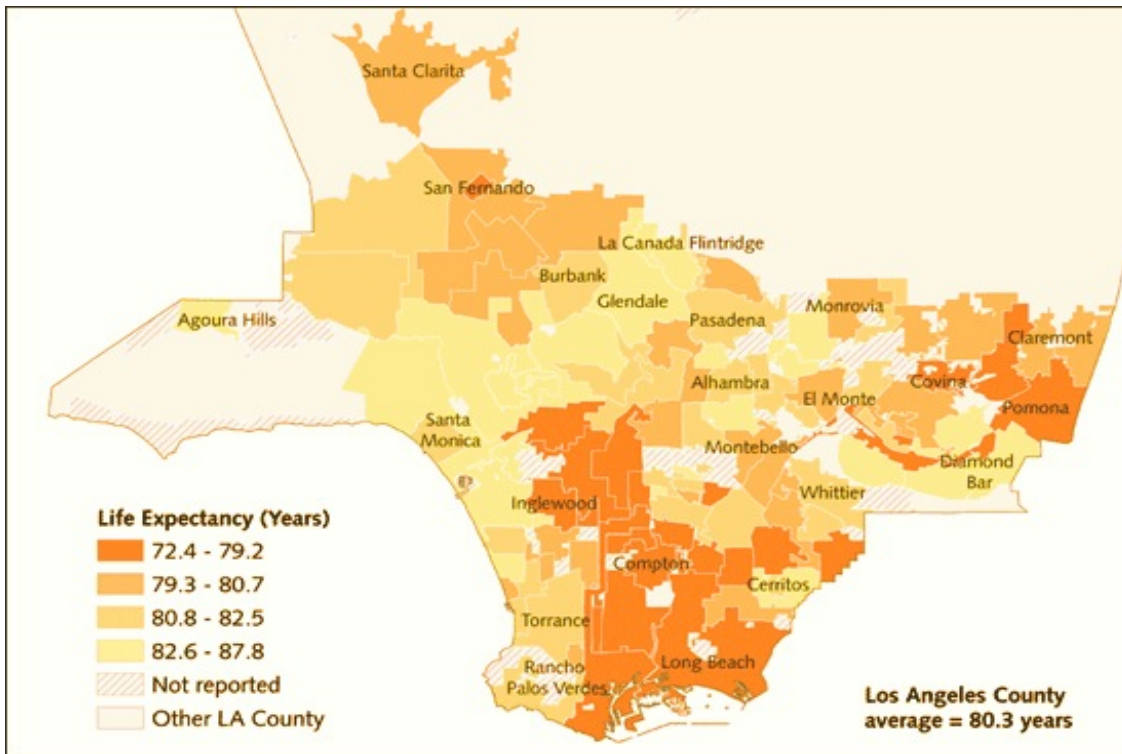 Santa Clarita
San Fernando
La Canada Flintridge
Burbank
Glendale
Agoura Hills
Pasadena
Monrovia
Claremont
Alhambra
Covina
El Monte
Pomona
Santa
Monica
Montebello
Diamond
Bar
Whittier
Inglewood
Compton
Cerritos
Torrance
Rancho
Palos Verdes
Long Beach
Life Expectancy (Years)
72.4 - 79.2
79.3 - 80.7
80.8 - 82.5
82.6 - 87.8
Not reported
Other LA County
Los Angeles County
average = 80.3 years